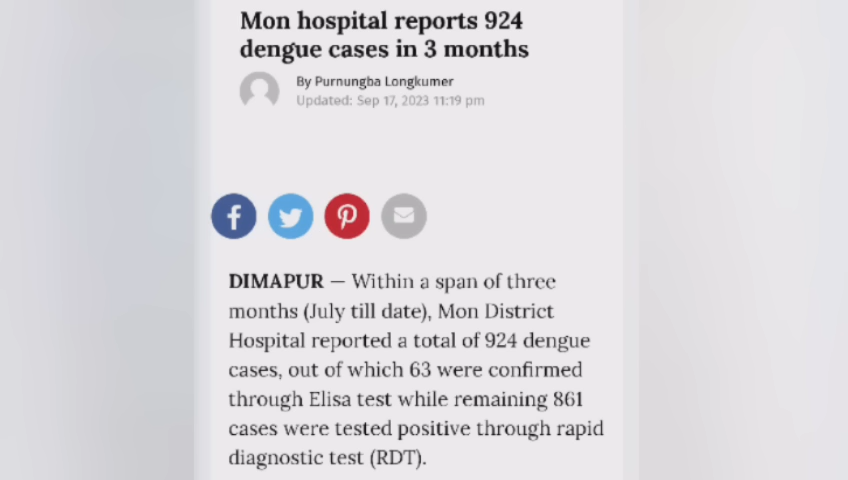 Mon hospital reports 924
dengue cases in 3 months
By Purnungba Longkumer
Updated: Sep 17, 2023 11:19 pm
DIMAPUR — Within a span of three
months (July till date), Mon District
Hospital reported a total of 924 dengue
cases, out of which 63 were confirmed
through Elisa test while remaining 861
cases were tested positive through rapid
diagnostic test (RDT).